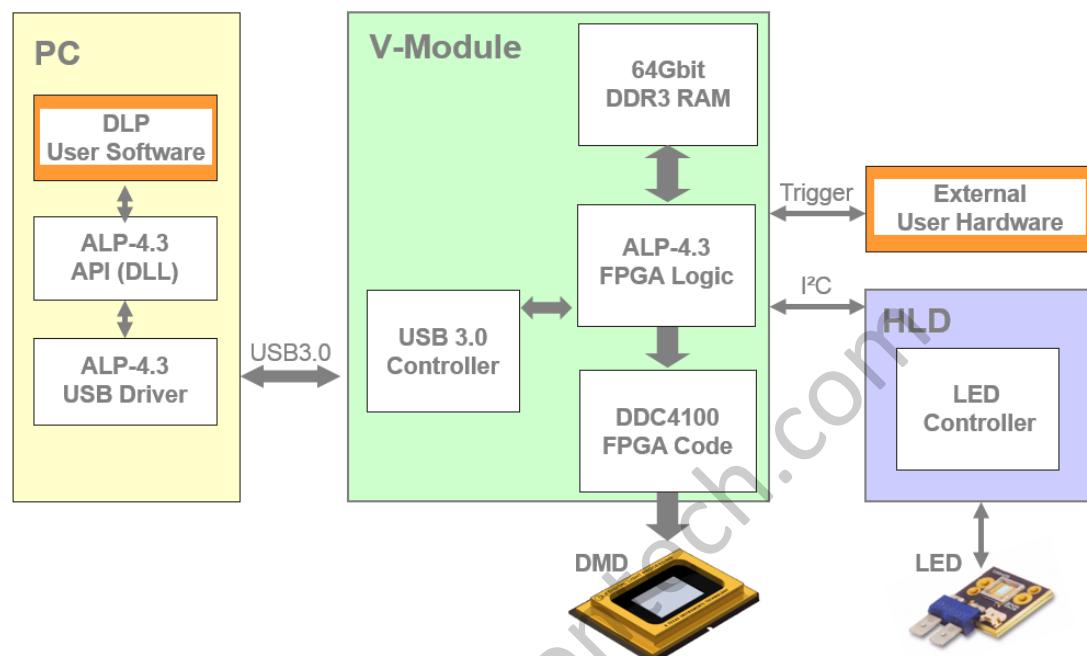 PC
DLP
User Software
ALP-4.3
API (DLL)
ALP-4.3
USB Driver
USB3.0
V-Module
64Gbit
DDR3 RAM
ALP-4.3
FPGA Logic
USB 3.0
Controller
DDC4100
FPGA Code
Trigger
External
User Hardware
I²C
HLD
LED
Controller
DMD
LED
tech.com